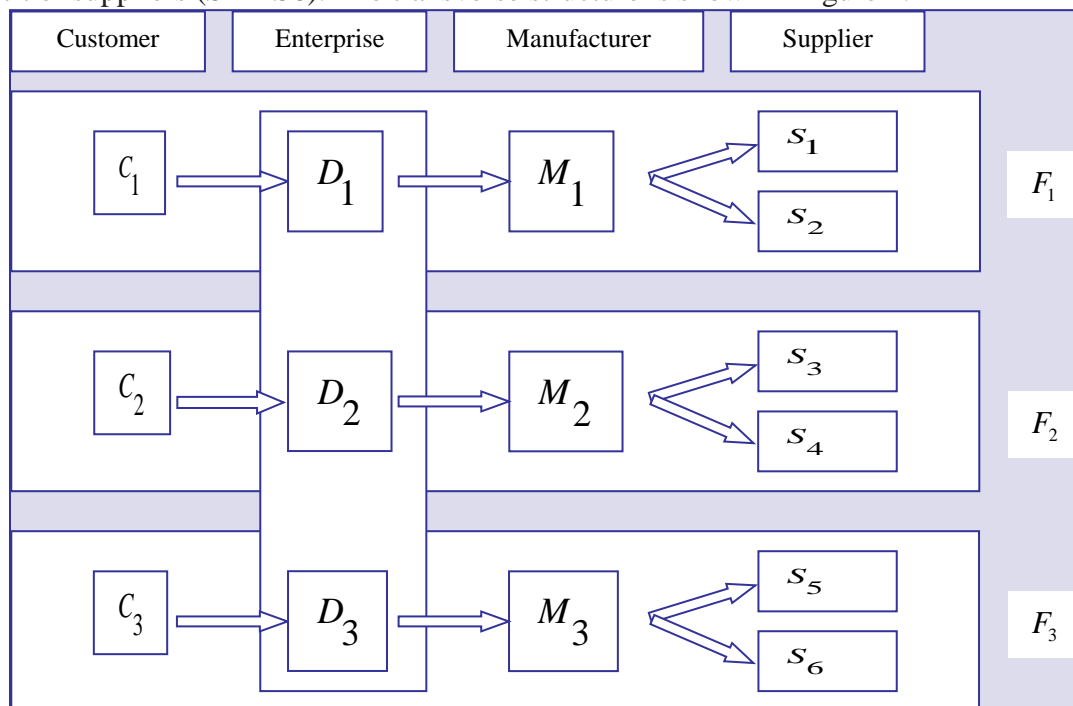 Customer Enterprise Manufacturer Supplier
C1 D1 M1 S1
S2
F1
C2 D2 M2 S3
S4
F2
C3 D3 M3 S5
S6
F3